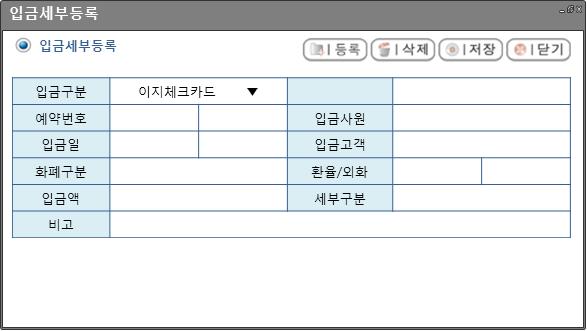 입금세부등록
입금세부등록 등록 삭제 저장 닫기
입금구분 이지체크카드 ▼
예약번호 입금사원
입금일 입금고객
화폐구분 환율/외화
입금액 세부구분
비고